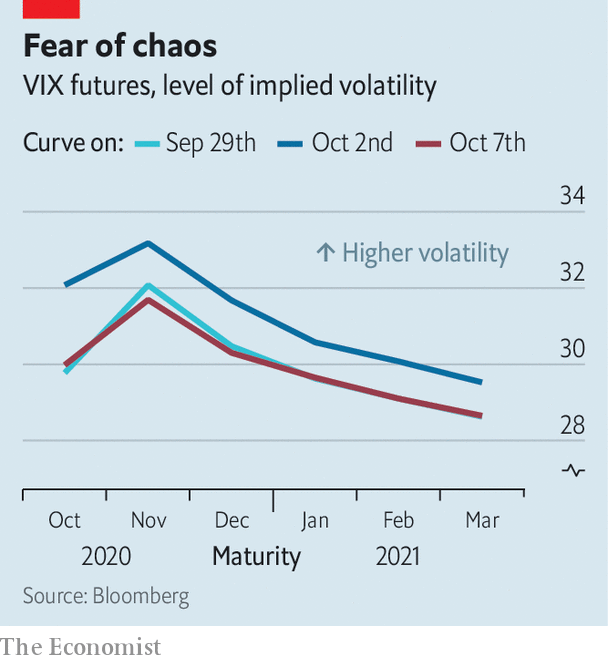 Fear of chaos
VIX futures, level of implied volatility
Curve on: Sep 29th Oct 2nd Oct 7th
34
↑ Higher volatility
32
30
28
Oct Nov Dec Jan Feb Mar
2020 Maturity 2021
Source: Bloomberg
The Economist